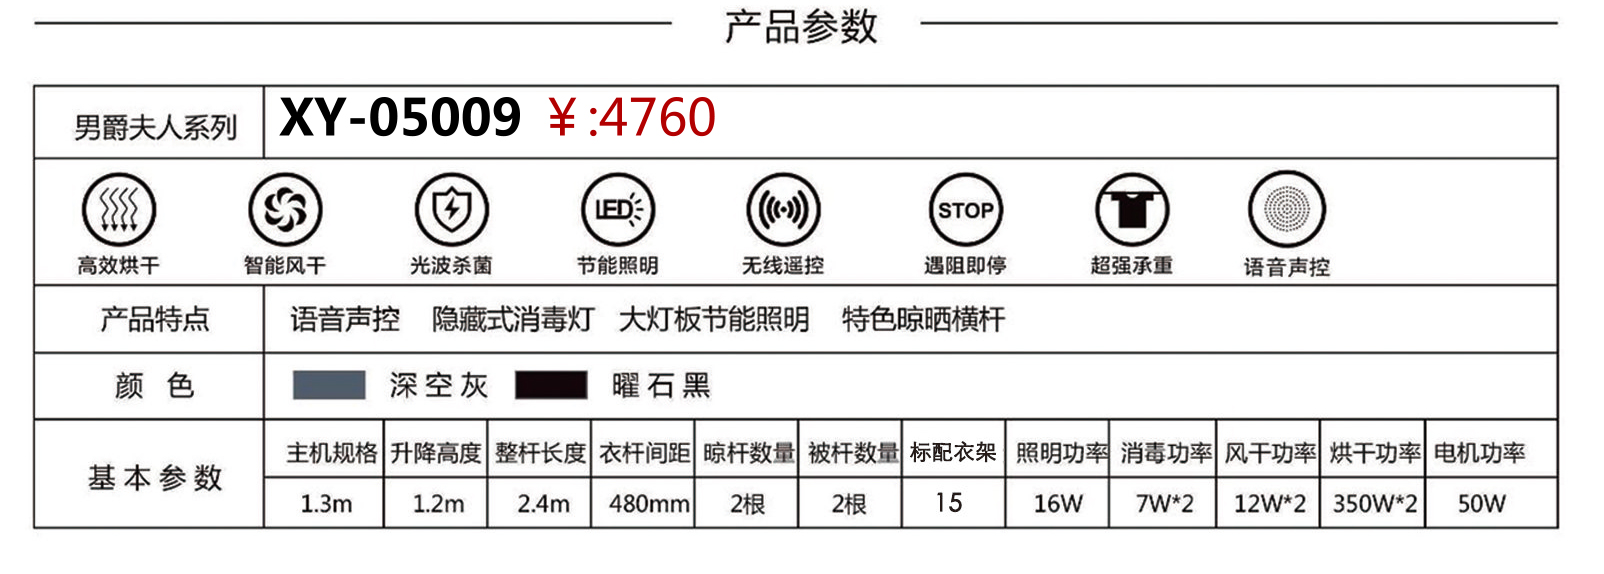 产品参数
男爵夫人系列 XY-05009 ¥:4760
LED STOP
高效烘干 智能风干 光波杀菌 节能照明 无线遥控 遇阻即停 超强承重 语音声控
产品特点 语音声控 隐藏式消毒灯 大灯板节能照明 特色晾晒横杆
颜 色 深空灰 曜石黑
基本参数
主机规格 升降高度 整杆长度 衣杆间距 晾杆数量 被杆数量 标配衣架 照明功率 消毒功率 风干功率 烘干功率 电机功率
1.3m 1.2m 2.4m 480mm 2根 2根 15 16W 7W*2 12W*2 350W*2 50W